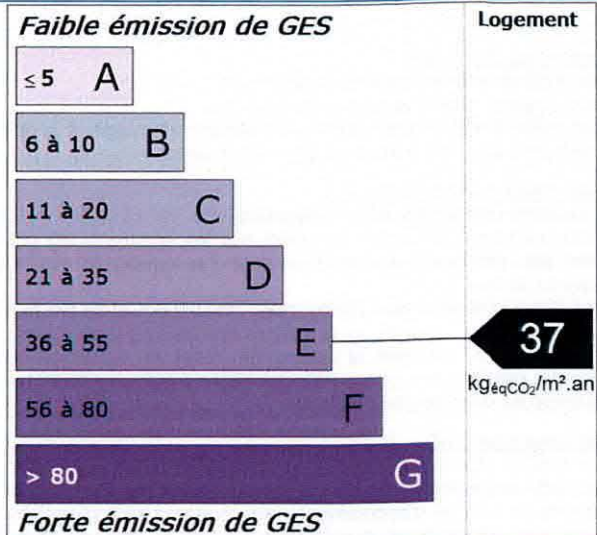 Faible émission de GES
Logement
≤ 5 A
6 à 10 B
11 à 20 C
21 à 35 D
36 à 55 E
37
kgéqCO₂/m².an
56 à 80 F
> 80 G
Forte émission de GES